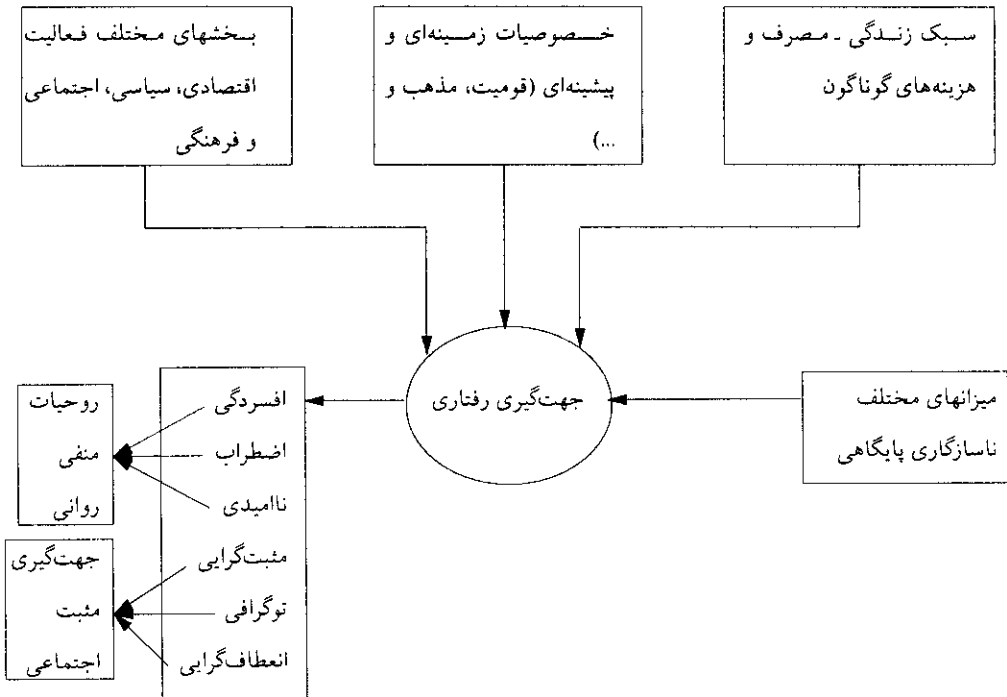 سبک زندگی ـ مصرف و
هزینه‌های گوناگون
خصوصیات زمینه‌ای و
پیشینه‌ای (قومیت، مذهب و
...)
بخشهای مختلف فعالیت
اقتصادی، سیاسی، اجتماعی
و فرهنگی
میزانهای مختلف
ناسازگاری پایگاهی
جهت‌گیری رفتاری
افسردگی
اضطراب
ناامیدی
مثبت‌گرایی
توگرافی
انعطاف‌گرایی
روحیات
منفی
روانی
جهت‌گیری
مثبت
اجتماعی